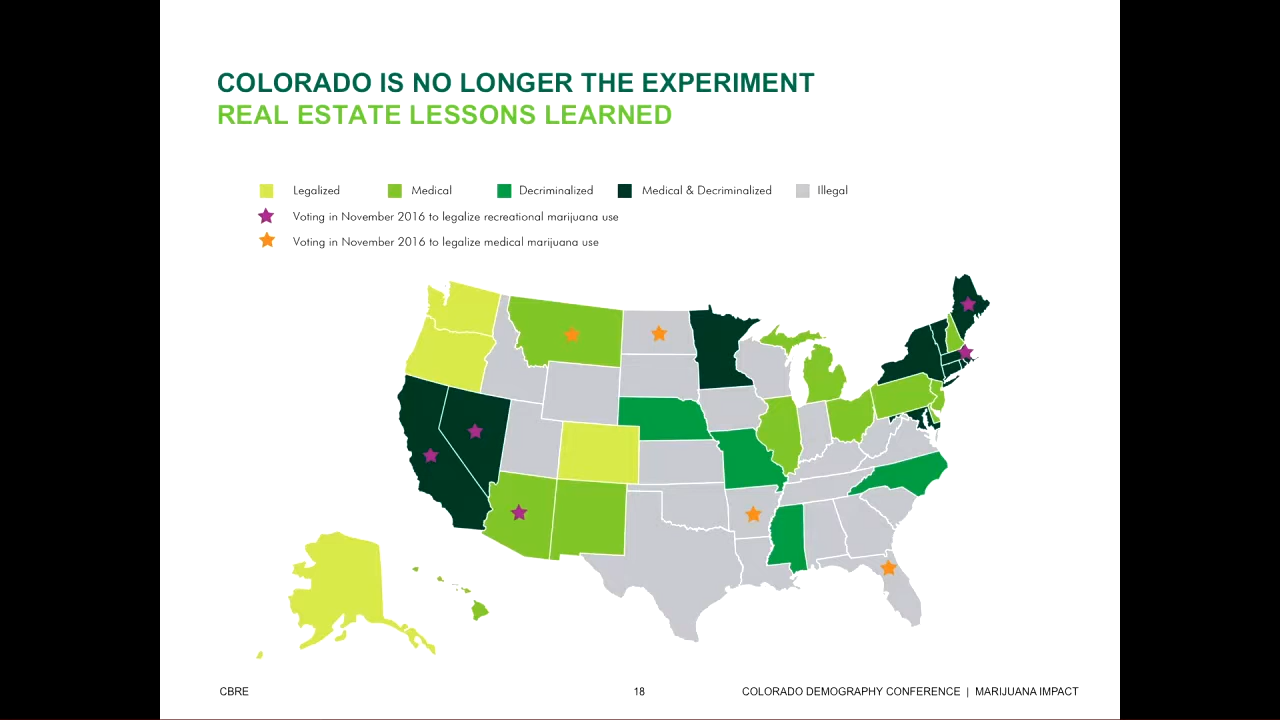 COLORADO IS NO LONGER THE EXPERIMENT
REAL ESTATE LESSONS LEARNED
Legalized Medical Decriminalized Medical & Decriminalized Illegal
Voting in November 2016 to legalize recreational marijuana use
Voting in November 2016 to legalize medical marijuana use
CBRE 18 COLORADO DEMOGRAPHY CONFERENCE | MARIJUANA IMPACT